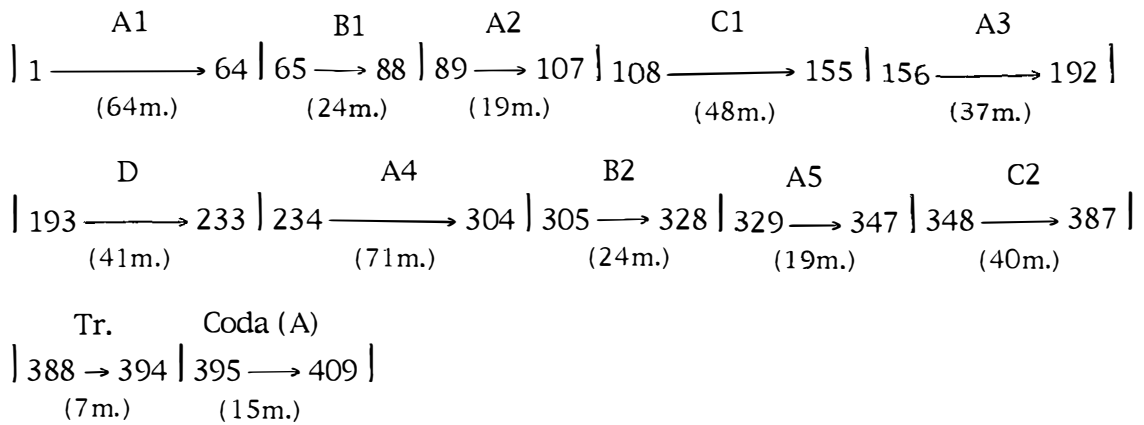 A1 B1 A2 C1 A3
| 1 → 64 | 65 → 88 | 89 → 107 | 108 → 155 | 156 → 192 |
(64m.) (24m.) (19m.) (48m.) (37m.)
D A4 B2 A5 C2
| 193 → 233 | 234 → 304 | 305 → 328 | 329 → 347 | 348 → 387 |
(41m.) (71m.) (24m.) (19m.) (40m.)
Tr. Coda (A)
| 388 → 394 | 395 → 409 |
(7m.) (15m.)